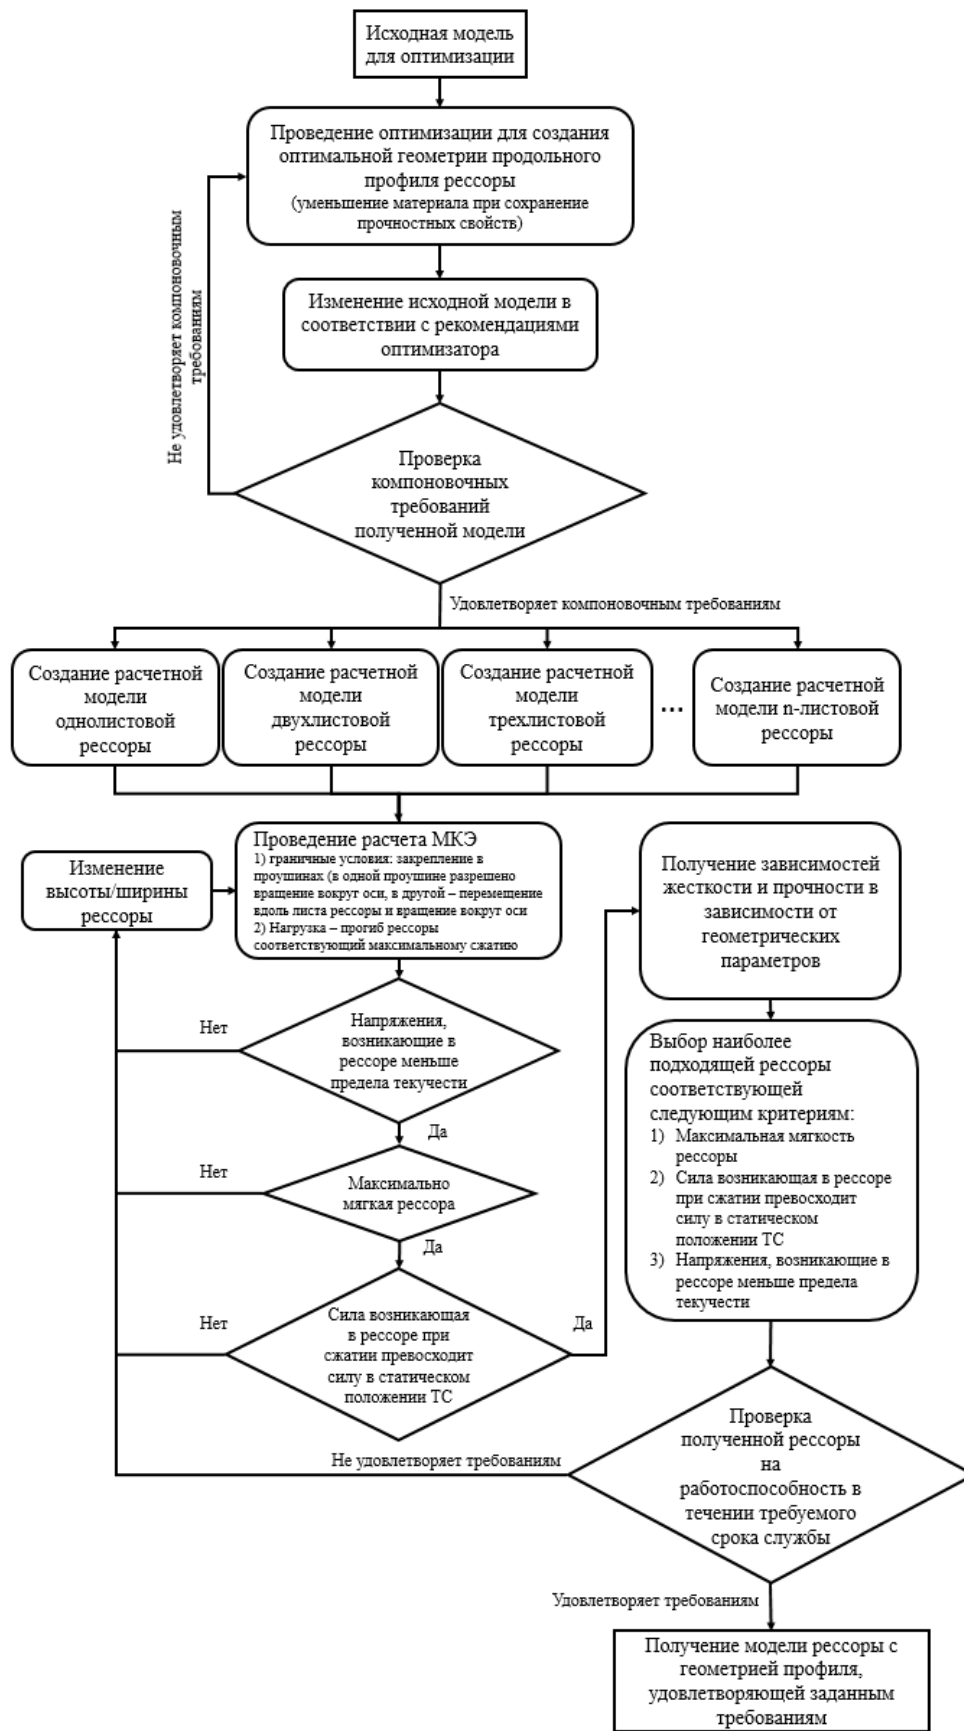 Исходная модель
для оптимизации
Проведение оптимизации для создания
оптимальной геометрии продольного
профиля рессоры
(уменьшение материала при сохранение
прочностных свойств)
Не удовлетворяет компоновочным
требованиям
Изменение исходной модели в
соответствии с рекомендациями
оптимизатора
Проверка
компоновочных
требований
полученной модели
Удовлетворяет компоновочным требованиям
Создание расчетной
модели
однолистовой
рессоры
Создание расчетной
модели
двухлистовой
рессоры
Создание расчетной
модели
трехлистовой
рессоры
...
Создание расчетной
модели n-листовой
рессоры
Изменение
высоты/ширины
рессоры
Проведение расчета МКЭ
1) граничные условия: закрепление в
проушинах (в одной проушине разрешено
вращение вокруг оси, в другой – перемещение
вдоль листа рессоры и вращение вокруг оси
2) Нагрузка – прогиб рессоры
соответствующий максимальному сжатию
Получение зависимостей
жесткости и прочности в
зависимости от
геометрических
параметров
Нет
Напряжения,
возникающие в
рессоре меньше
предела текучести
Да
Нет
Максимально
мягкая рессора
Да
Нет
Сила возникающая
в рессоре при
сжатии превосходит
силу в статическом
положении ТС
Да
Выбор наиболее
подходящей рессоры
соответствующей
следующим критериям:
1) Максимальная мягкость
рессоры
2) Сила возникающая в рессоре
при сжатии превосходит
силу в статическом
положении ТС
3) Напряжения, возникающие в
рессоре меньше предела
текучести
Не удовлетворяет требованиям
Проверка
полученной рессоры
на
работоспособность в
течении требуемого
срока службы
Удовлетворяет требованиям
Получение модели рессоры с
геометрией профиля,
удовлетворяющей заданным
требованиям